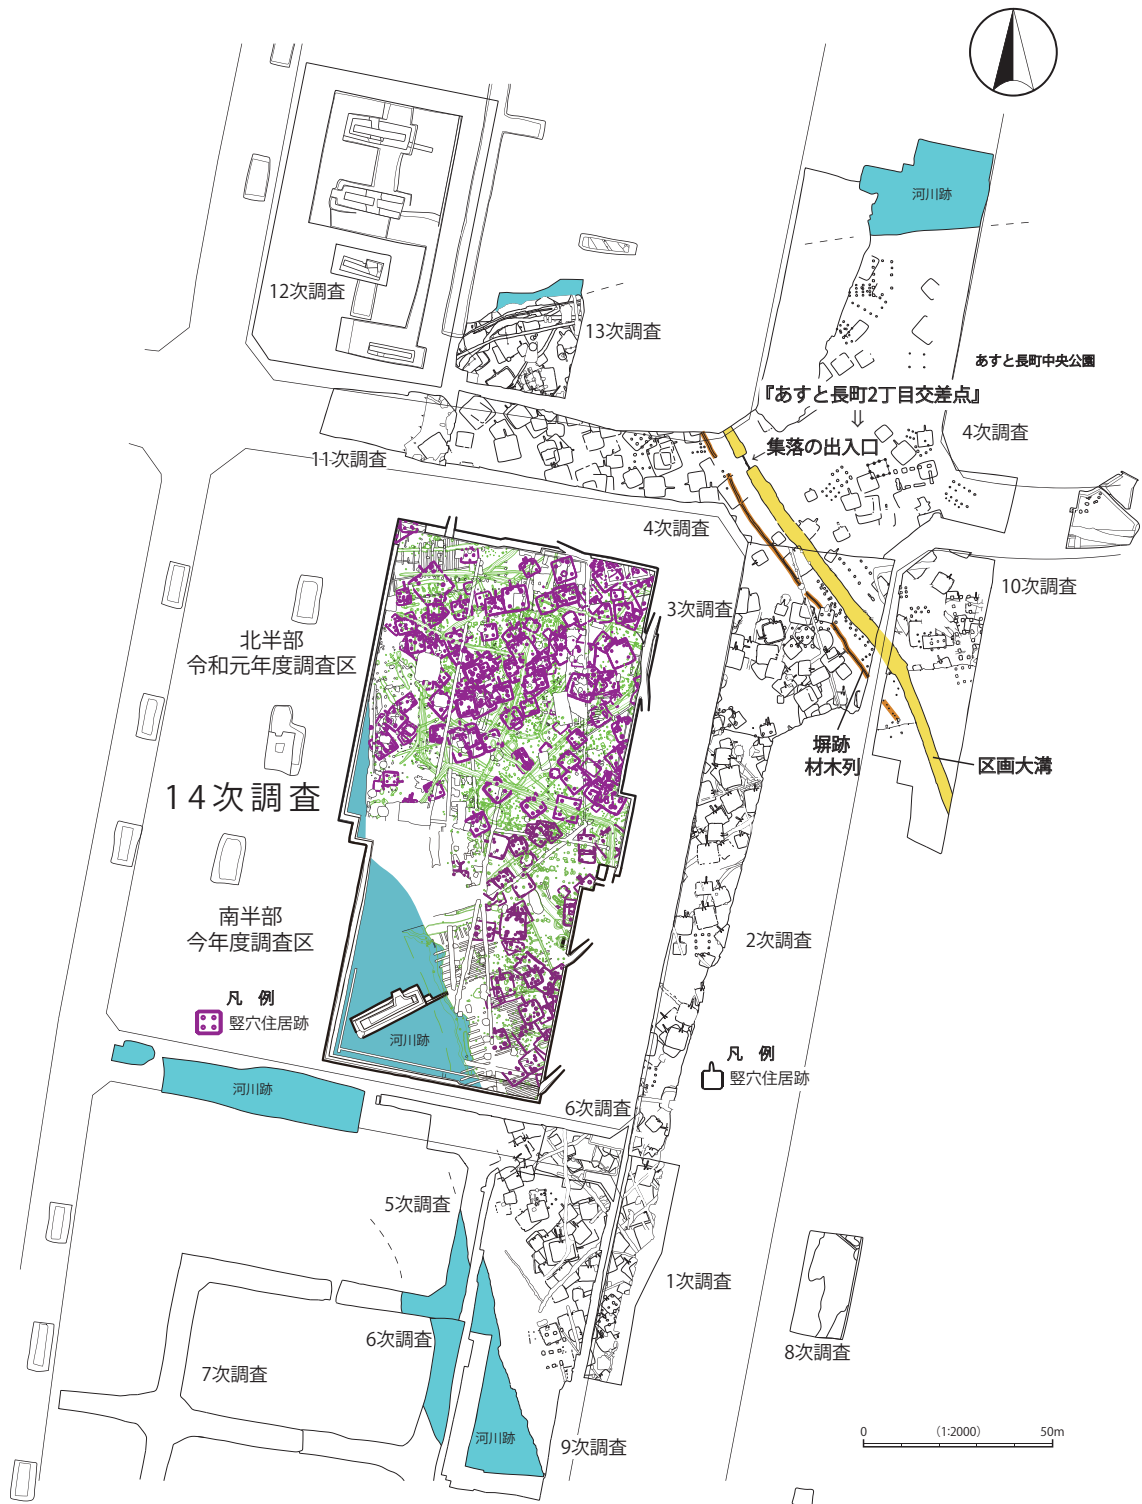 河川跡
12次調査
13次調査
あすと長町中央公園
『あすと長町2丁目交差点』
⇓
集落の出入口
4次調査
11次調査
4次調査
3次調査
10次調査
北半部
令和元年度調査区
塀跡
材木列
区画大溝
14次調査
南半部
今年度調査区
2次調査
凡 例
竪穴住居跡
河川跡
凡 例
竪穴住居跡
河川跡
6次調査
5次調査
1次調査
6次調査
7次調査
8次調査
河川跡
9次調査
0 (1:2000) 50m